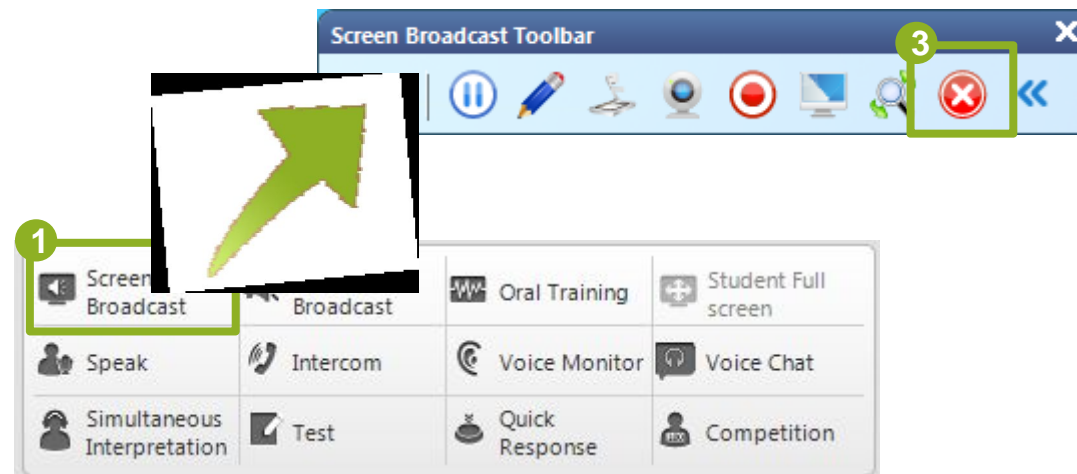 Screen Broadcast Toolbar
3
1
Screen
Broadcast
Broadcast
Oral Training
Student Full
screen
Speak
Intercom
Voice Monitor
Voice Chat
Simultaneous
Interpretation
Test
Quick
Response
Competition